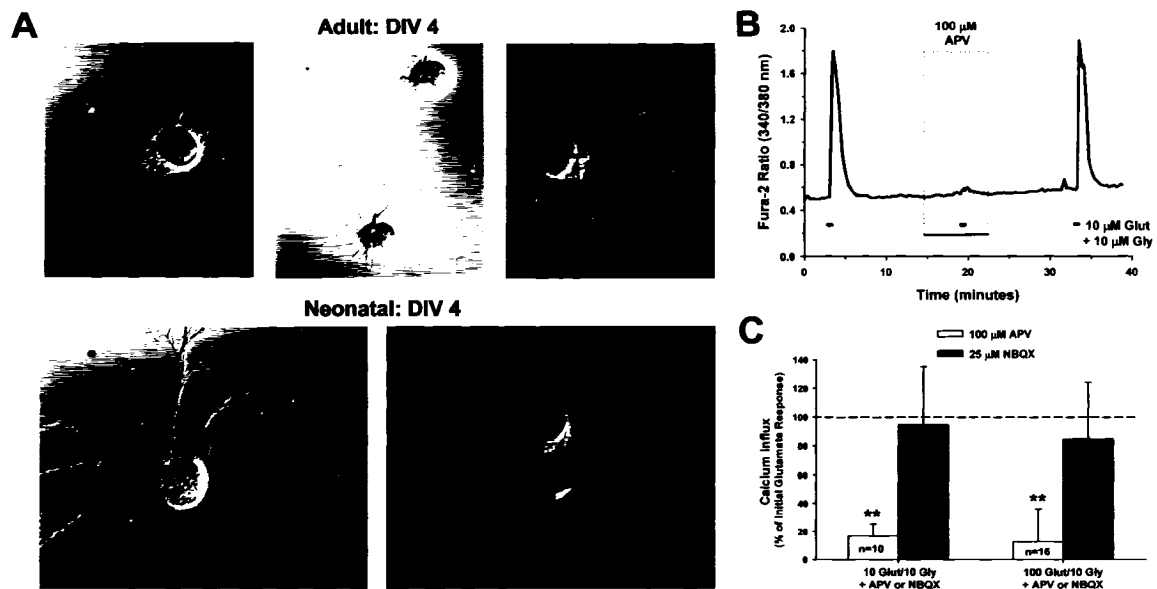 A
Adult: DIV 4
Neonatal: DIV 4
B
100 μM
APV
2.0
1.6
1.2
0.8
0.4
0.0
Fura-2 Ratio (340/380 nm)
10 μM Glut
+ 10 μM Gly
0
10
20
30
40
Time (minutes)
C
100 μM APV
25 μM NBQX
140
120
100
80
60
40
20
0
Calcium Influx
(% of Initial Glutamate Response)
**
**
n=10
n=16
10 Glut/10 Gly
+ APV or NBQX
100 Glut/10 Gly
+ APV or NBQX